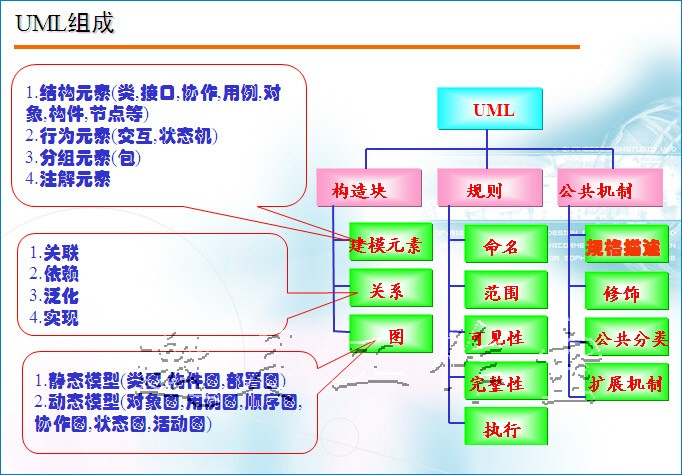 UML组成
1.结构元素(类,接口,协作,用例,对
象,构件,节点等)
2.行为元素(交互,状态机)
3.分组元素(包)
4.注解元素
1.关联
2.依赖
3.泛化
4.实现
1.静态模型(类图,构件图,部署图)
2.动态模型(对象图,用例图,顺序图,
协作图,状态图,活动图)
UML
构造块
规则
公共机制
建模元素
命名
规格描述
关系
范围
修饰
图
可见性
公共分类
完整性
扩展机制
执行